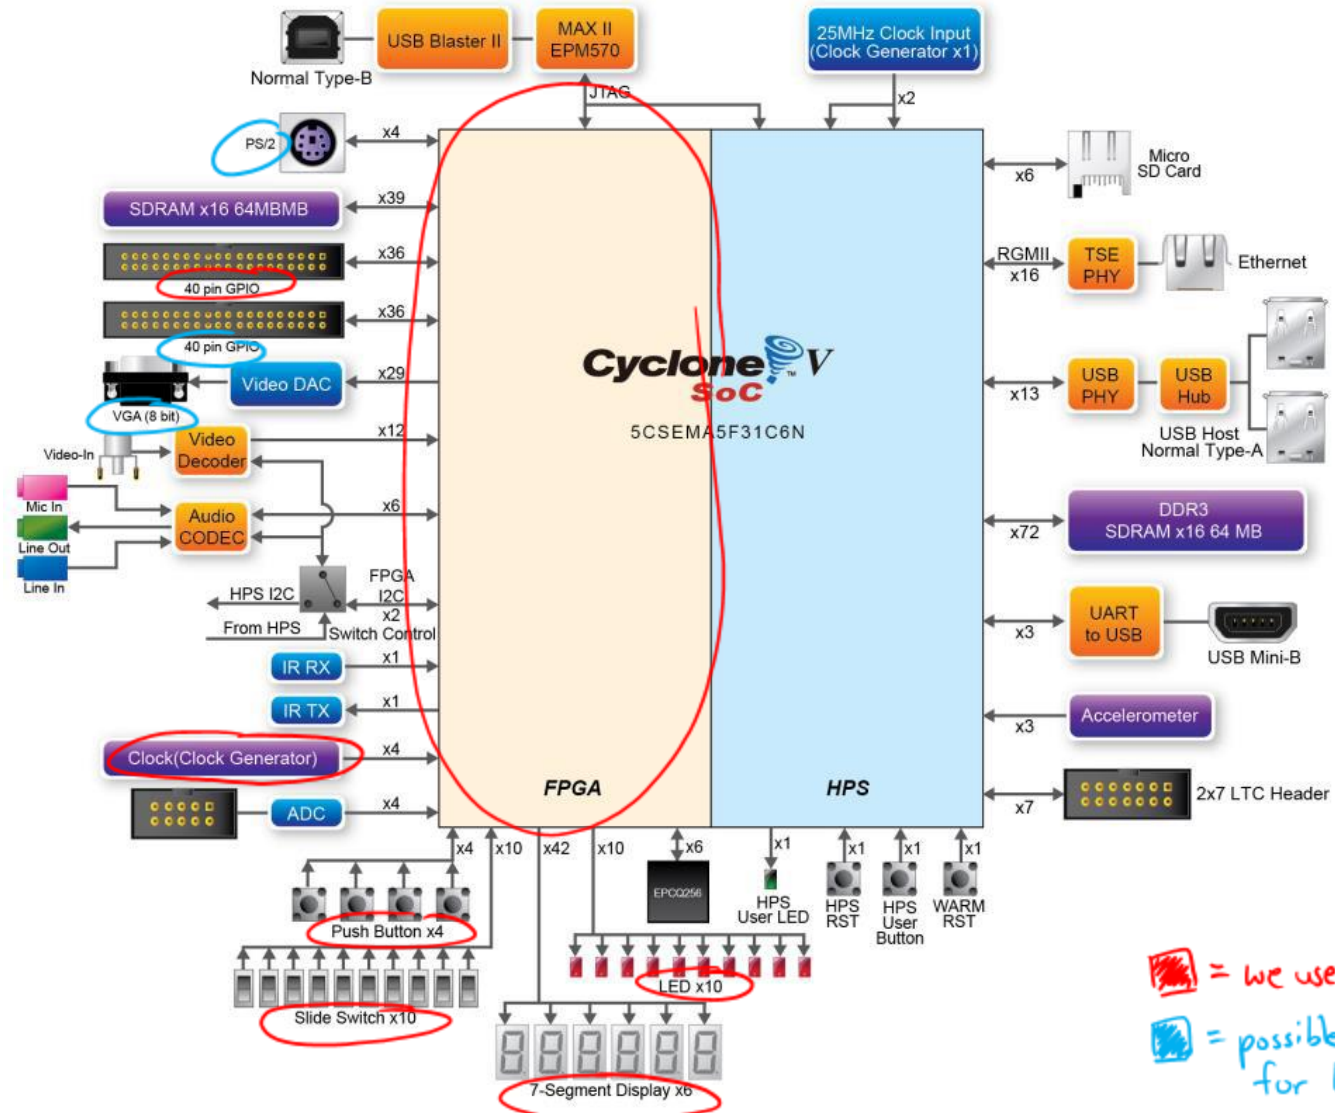 USB Blaster II
MAX II
EPM570
25MHz Clock Input
(Clock Generator x1)
Normal Type-B
JTAG
x2
PS/2
x4
x6
Micro
SD Card
SDRAM x16 64MBMB
x39
x36
40 pin GPIO
RGMII
x16
TSE
PHY
Ethernet
x36
40 pin GPIO
Video DAC
x29
VGA (8 bit)
Cyclone V
SoC
™
5CSEMA5F31C6N
x13
USB
PHY
USB
Hub
USB Host
Normal Type-A
Video-In
Video
Decoder
x12
Mic In
Line Out
Line In
Audio
CODEC
x6
x72
DDR3
SDRAM x16 64 MB
HPS I2C
From HPS
FPGA
I2C
x2
Switch Control
x3
UART
to USB
USB Mini-B
IR RX
x1
IR TX
x1
x3
Accelerometer
Clock(Clock Generator)
x4
ADC
x4
FPGA
HPS
x7
2x7 LTC Header
x4
x10
x42
x10
x6
x1
x1
x1
x1
EPCQ256
HPS
User LED
HPS
RST
HPS
User
Button
WARM
RST
Push Button x4
Slide Switch x10
LED x10
7-Segment Display x6
= we use
= possible
for